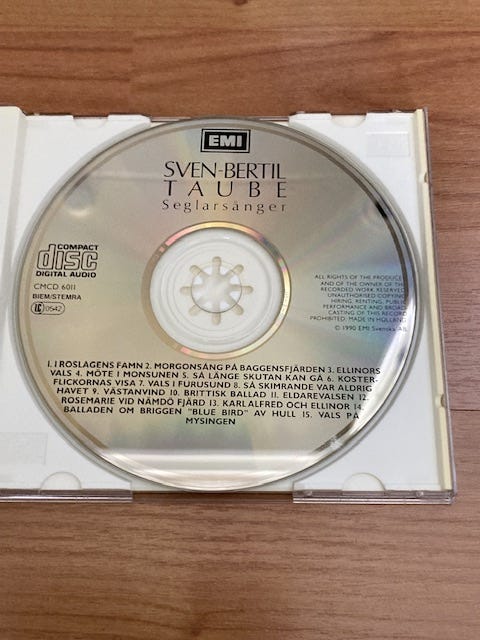 EMI
SVEN-BERTIL
TAUBE
Seglarsånger
COMPACT
disc
DIGITAL AUDIO
CMCD 6011
BIEM/STEMRA
LC 0542
ALL RIGHTS OF THE PRODUCER
AND OF THE OWNER OF THE
RECORDED WORK RESERVED
UNAUTHORISED COPYING
HIRING, RENTING, PUBLIC
PERFORMANCE AND BROAD
CASTING OF THIS RECORD
PROHIBITED. MADE IN HOLLAND
© 1990 EMI Svenska AB
1. I ROSLAGENS FAMN 2. MORGONSÅNG PÅ BAGGENSFJÄRDEN 3. ELLINORS
VALS 4. MÖTE I MONSUNEN 5. SÅ LÄNGE SKUTAN KAN GÅ 6. KOSTER-
FLICKORNAS VISA 7. VALS I FURUSUND 8. SÅ SKIMRANDE VAR ALDRIG
HAVET 9. VÄSTANVIND 10. BRITTISK BALLAD 11. ELDAREVALSEN 12.
ROSEMARIE VID NÄMDÖ FJÄRD 13. KARL ALFRED OCH ELLINOR 14.
BALLADEN OM BRIGGEN "BLUE BIRD" AV HULL 15. VALS PÅ
MYSINGEN